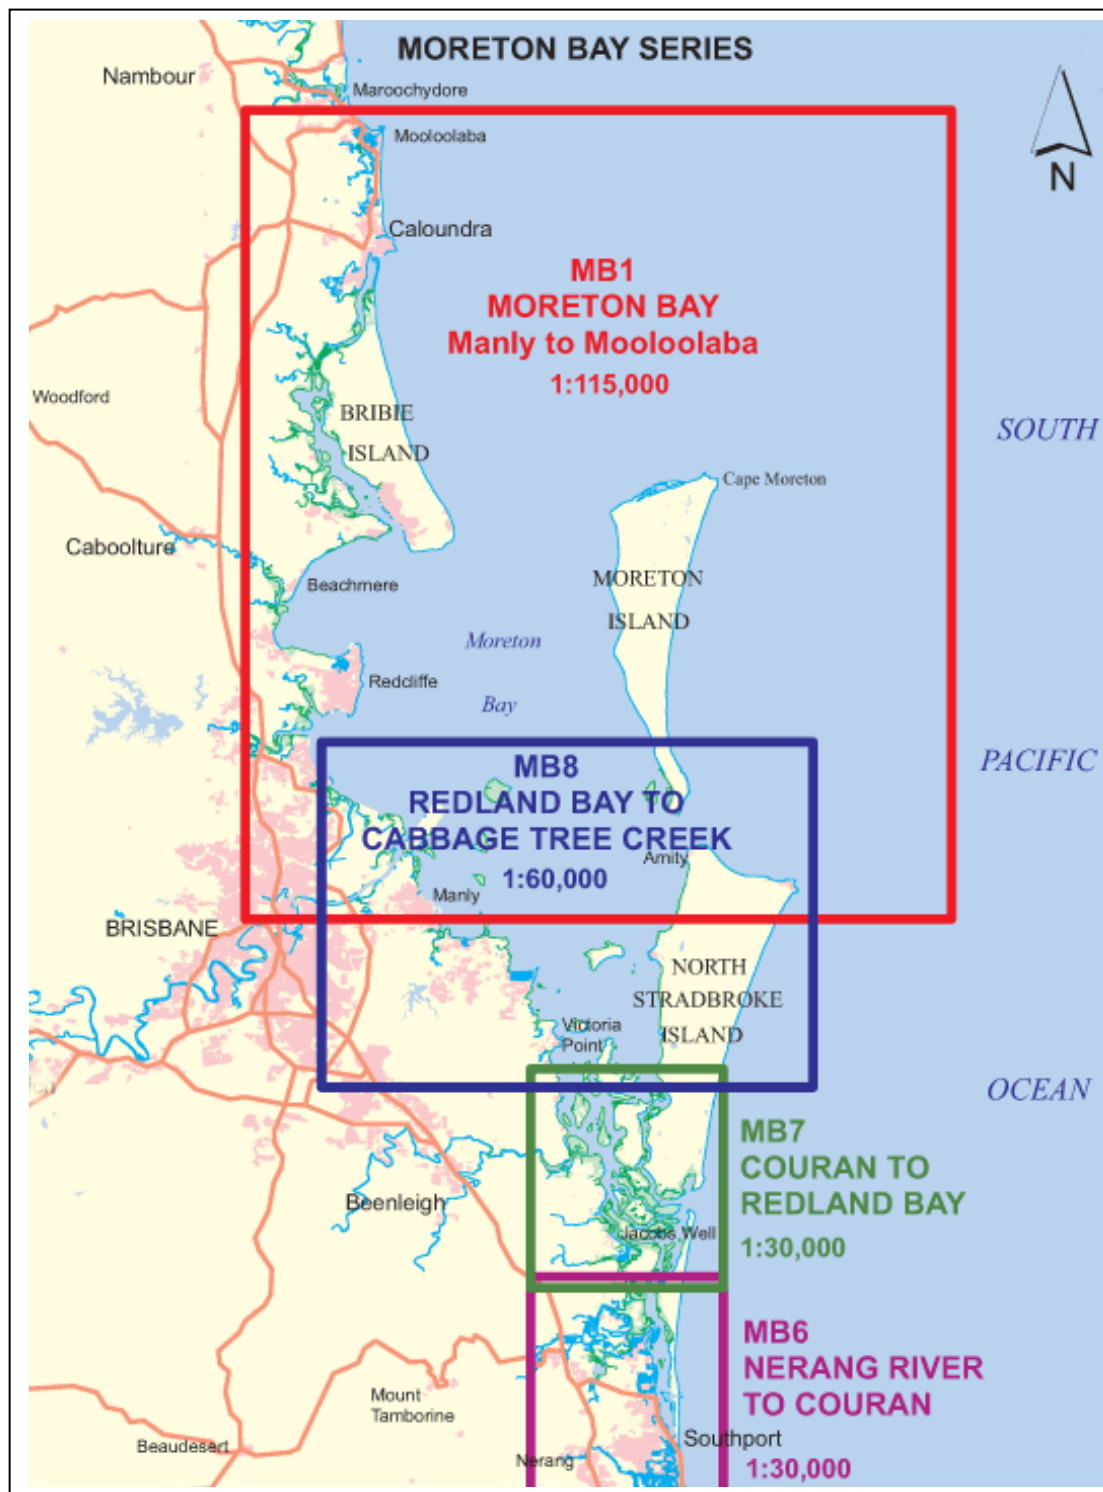 MORETON BAY SERIES
Nambour
Maroochydore
Mooloolaba
N
Caloundra
MB1
MORETON BAY
Manly to Mooloolaba
1:115,000
Woodford
BRIBIE
ISLAND
SOUTH
Cape Moreton
Caboolture
Beachmere
MORETON
ISLAND
Moreton
Bay
Redcliffe
PACIFIC
MB8
REDLAND BAY TO
CABBAGE TREE CREEK
1:60,000
Amity
Manly
BRISBANE
NORTH
STRADBROKE
ISLAND
Victoria
Point
OCEAN
MB7
COURAN TO
REDLAND BAY
1:30,000
Beenleigh
Jacobs Well
MB6
NERANG RIVER
TO COURAN
1:30,000
Mount
Tamborine
Beaudesert
Southport
Nerang